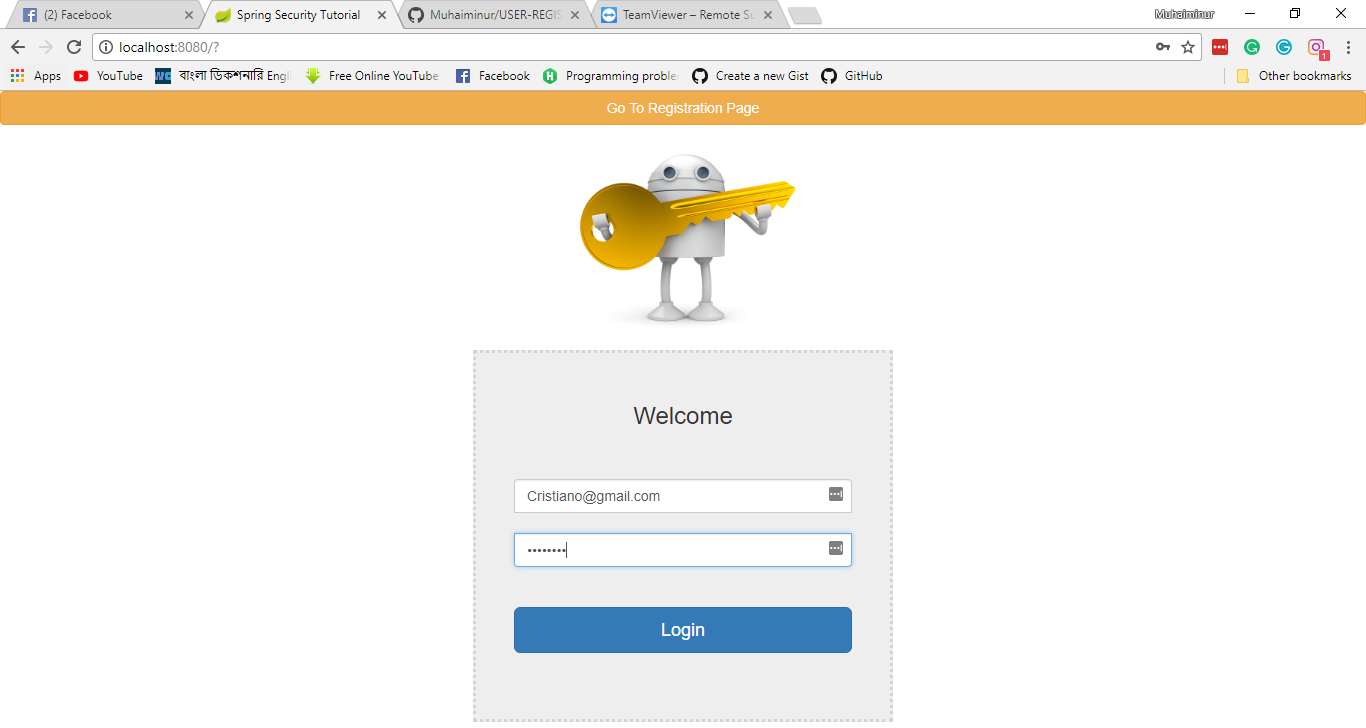 (2) Facebook
Spring Security Tutorial
Muhaiminur/USER-REGIS
TeamViewer – Remote Su
Muhaiminur
localhost:8080/?
1
Apps
YouTube
বাংলা ডিকশনারি Engli
Free Online YouTube
Facebook
Programming proble
Create a new Gist
GitHub
Other bookmarks
Go To Registration Page
Welcome
Cristiano@gmail.com
••••••••
Login